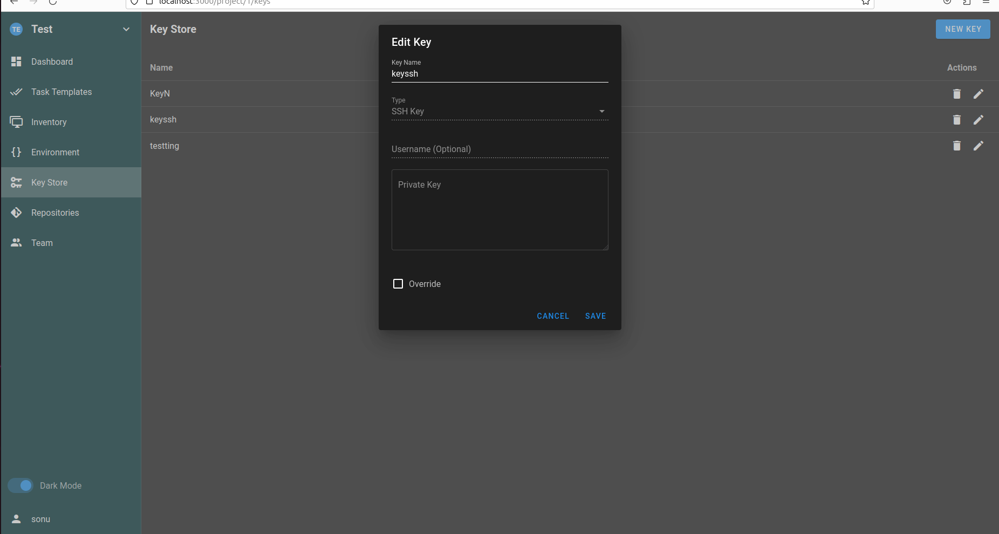 localhost:3000/project/1/keys
TE
Test
Key Store
NEW KEY
Dashboard
Task Templates
Inventory
Environment
Key Store
Repositories
Team
Dark Mode
sonu
Name
Actions
KeyN
keyssh
testting
Edit Key
Key Name
keyssh
Type
SSH Key
Username (Optional)
Private Key
Override
CANCEL
SAVE